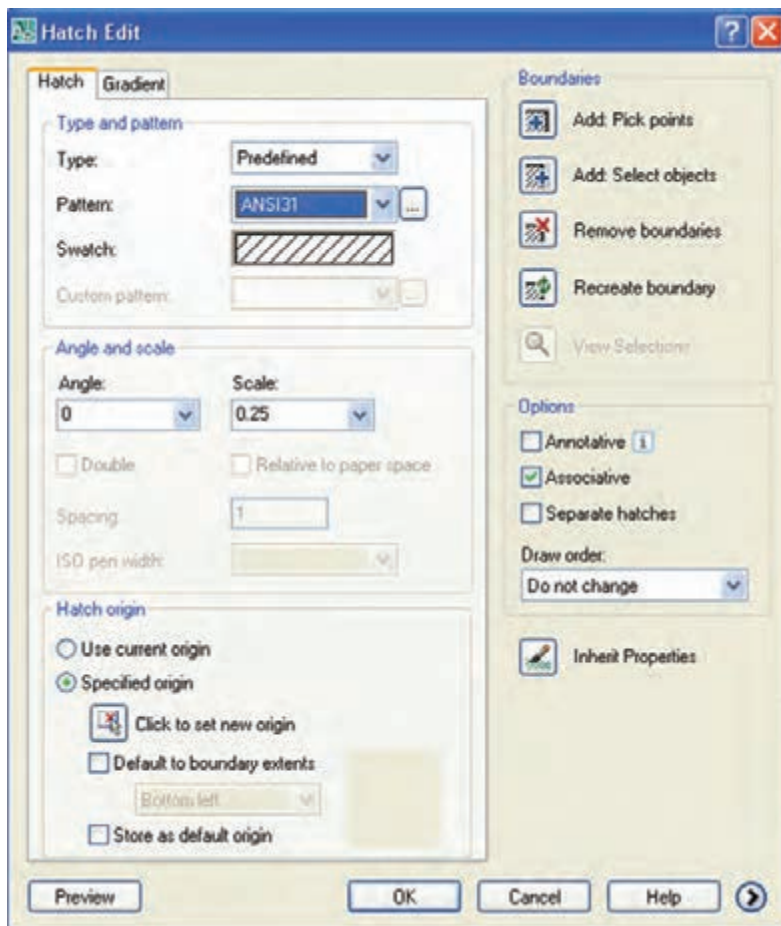 Hatch Edit
Hatch
Gradient
Type and pattern
Type:
Predefined
Pattern:
ANSI31
...
Swatch:
Custom pattern:
...
Angle and scale
Angle:
Scale:
0
0.25
Double
Relative to paper space
Spacing
1
ISO pen width:
Hatch origin
Use current origin
Specified origin
Click to set new origin
Default to boundary extents
Bottom left
Store as default origin
Boundaries
Add: Pick points
Add: Select objects
Remove boundaries
Recreate boundary
View Selections
Options
Annotative
i
Associative
Separate hatches
Draw order:
Do not change
Inherit Properties
Preview
OK
Cancel
Help